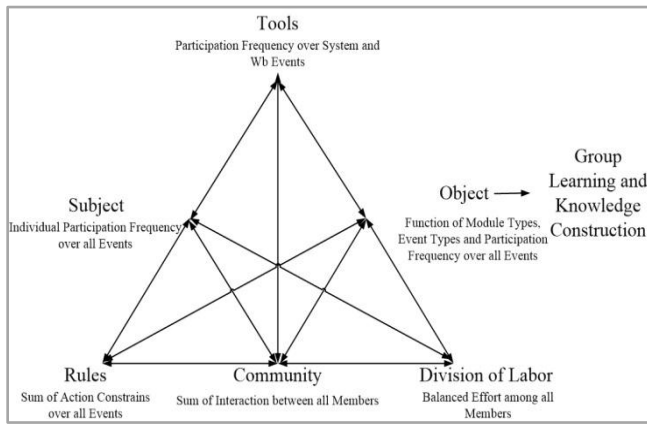 Tools
Participation Frequency over System and
Wb Events
Subject
Individual Participation Frequency
over all Events
Object
Function of Module Types,
Event Types and Participation
Frequency over all Events
Group
Learning and
Knowledge
Construction
Rules
Sum of Action Constrains
over all Events
Community
Sum of Interaction between all Members
Division of Labor
Balanced Effort among all
Members